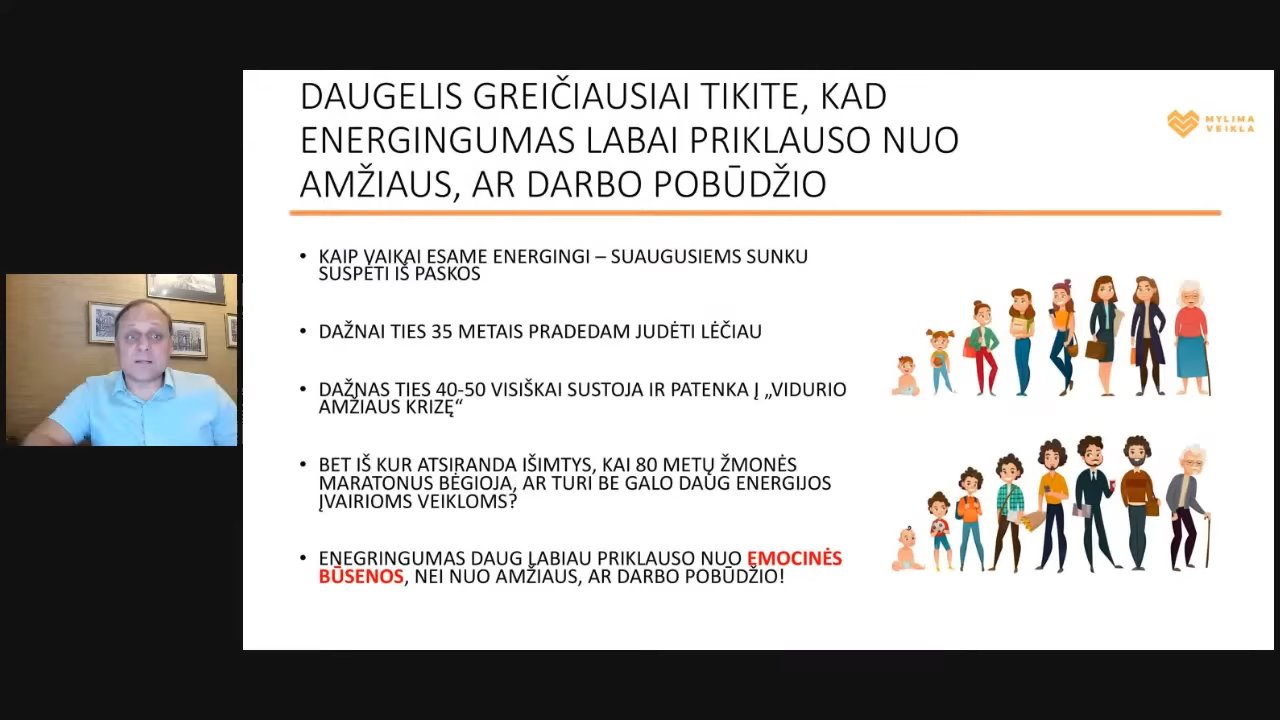 DAUGELIS GREIČIAUSIAI TIKITE, KAD
ENERGINGUMAS LABAI PRIKLAUSO NUO
AMŽIAUS, AR DARBO POBŪDŽIO
MYLIMA
VEIKLA
• KAIP VAIKAI ESAME ENERGINGI – SUAUGUSIEMS SUNKU
SUSPĖTI IŠ PASKOS
• DAŽNAI TIES 35 METAIS PRADEDAM JUDĖTI LĖČIAU
• DAŽNAS TIES 40-50 VISIŠKAI SUSTOJA IR PATENKA Į „VIDURIO
AMŽIAUS KRIZĘ“
• BET IŠ KUR ATSIRANDA IŠIMTYS, KAI 80 METŲ ŽMONĖS
MARATONUS BĖGIOJA, AR TURI BE GALO DAUG ENERGIJOS
ĮVAIRIOMS VEIKLOMS?
• ENEGRINGUMAS DAUG LABIAU PRIKLAUSO NUO EMOCINĖS
BŪSENOS, NEI NUO AMŽIAUS, AR DARBO POBŪDŽIO!